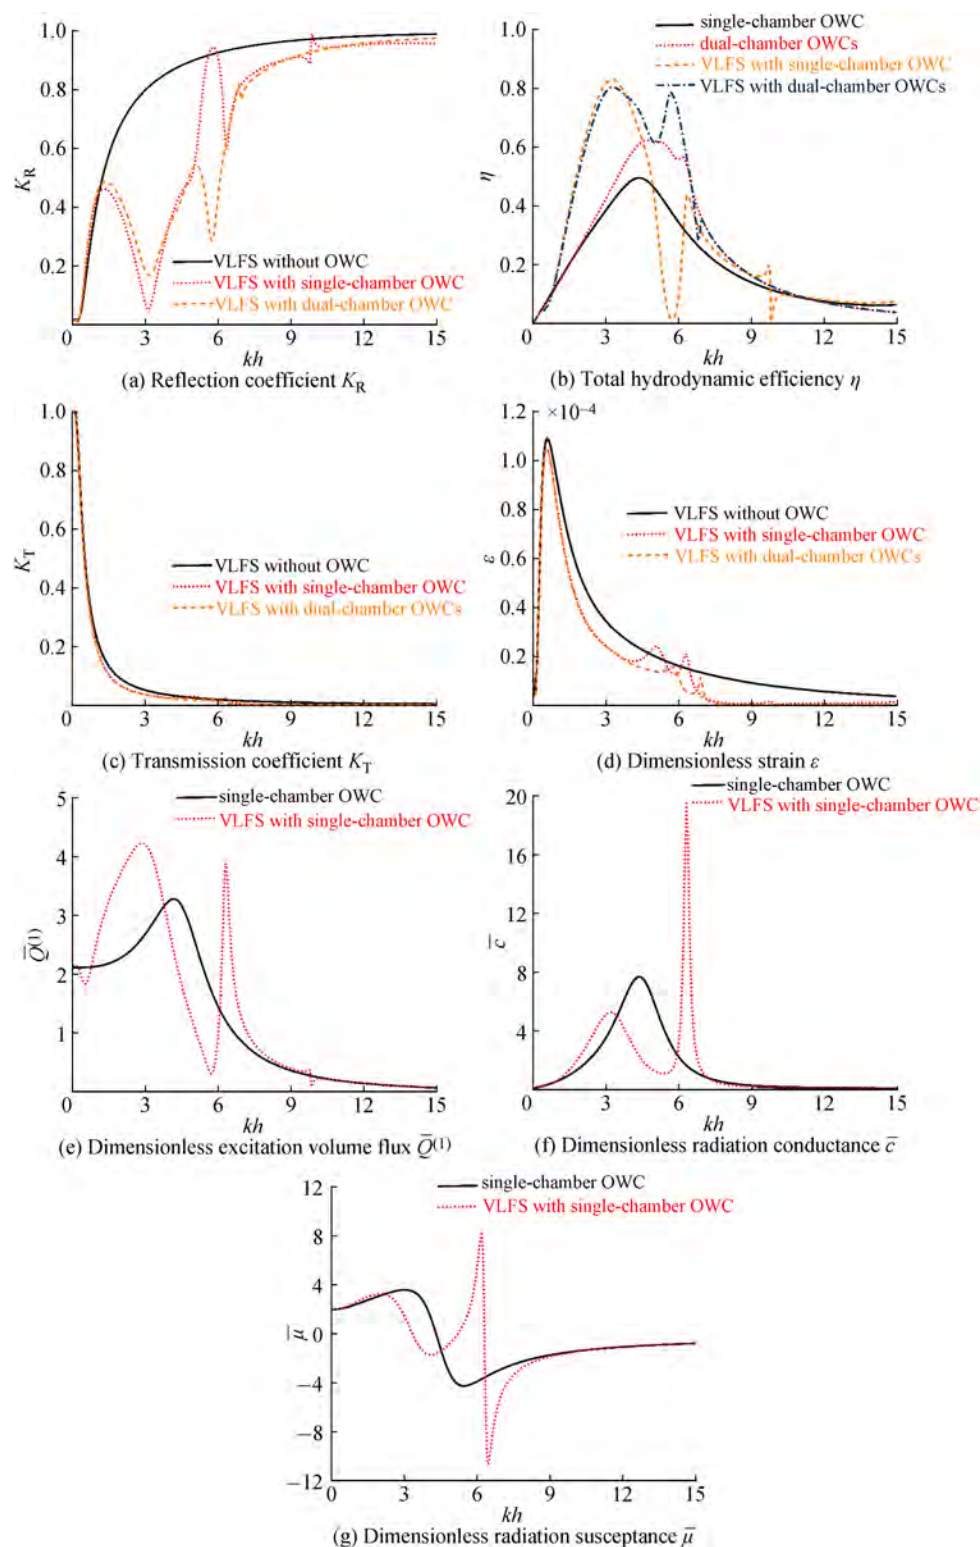 1.0
0.8
0.6
0.4
0.2
0
3
6
9
12
15
K_R
kh
VLFS without OWC
VLFS with single-chamber OWC
VLFS with dual-chamber OWC
(a) Reflection coefficient K_R
1.0
0.8
0.6
0.4
0.2
0
3
6
9
12
15
η
kh
single-chamber OWC
dual-chamber OWCs
VLFS with single-chamber OWC
VLFS with dual-chamber OWCs
(b) Total hydrodynamic efficiency η
1.0
0.8
0.6
0.4
0.2
0
3
6
9
12
15
K_T
kh
VLFS without OWC
VLFS with single-chamber OWC
VLFS with dual-chamber OWCs
(c) Transmission coefficient K_T
1.2
×10⁻⁴
1.0
0.8
0.6
0.4
0.2
0
3
6
9
12
15
ε
kh
VLFS without OWC
VLFS with single-chamber OWC
VLFS with dual-chamber OWCs
(d) Dimensionless strain ε
5
4
3
2
1
0
3
6
9
12
15
Q̅⁽¹⁾
kh
single-chamber OWC
VLFS with single-chamber OWC
(e) Dimensionless excitation volume flux Q̅⁽¹⁾
20
16
12
8
4
0
3
6
9
12
15
c̅
kh
single-chamber OWC
VLFS with single-chamber OWC
(f) Dimensionless radiation conductance c̅
12
8
4
0
−4
−8
−12
0
3
6
9
12
15
μ̅
kh
single-chamber OWC
VLFS with single-chamber OWC
(g) Dimensionless radiation susceptance μ̅